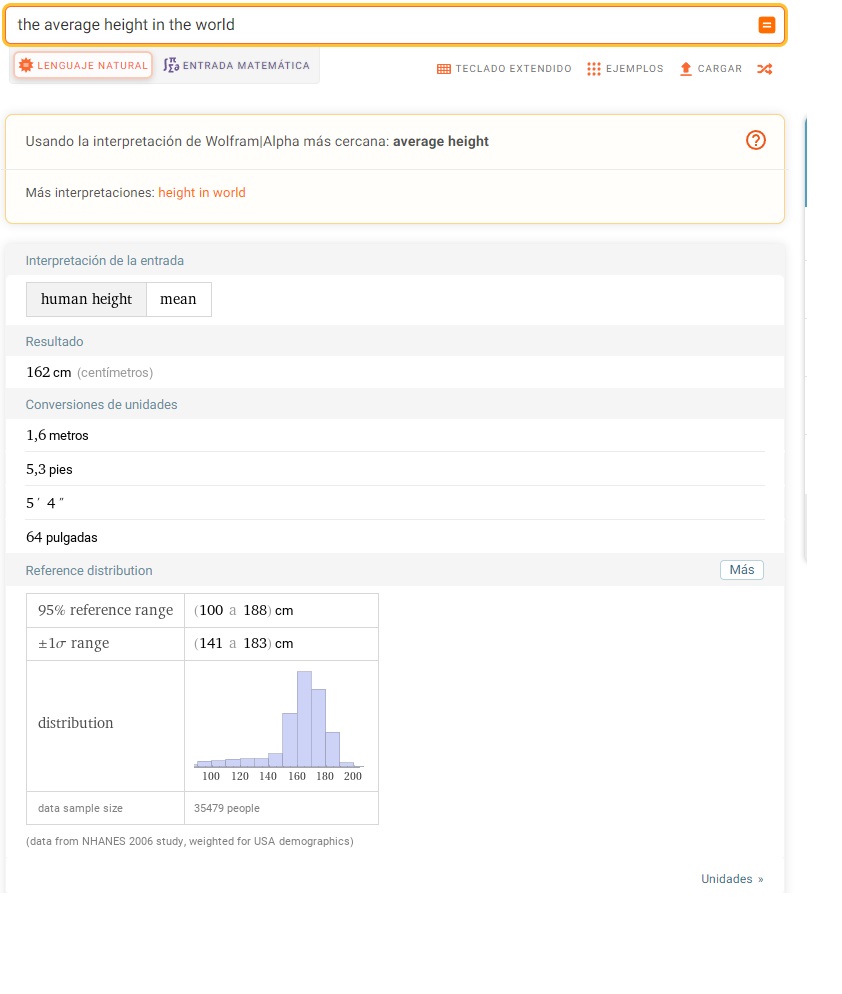 the average height in the world
LENGUAJE NATURAL
ENTRADA MATEMÁTICA
TECLADO EXTENDIDO
EJEMPLOS
CARGAR
Usando la interpretación de Wolfram|Alpha más cercana: average height
Más interpretaciones: height in world
Interpretación de la entrada
human height mean
Resultado
162 cm (centímetros)
Conversiones de unidades
1,6 metros
5,3 pies
5′ 4″
64 pulgadas
Reference distribution Más
95% reference range (100 a 188) cm
±1σ range (141 a 183) cm
distribution
100 120 140 160 180 200
data sample size 35479 people
(data from NHANES 2006 study, weighted for USA demographics)
Unidades »